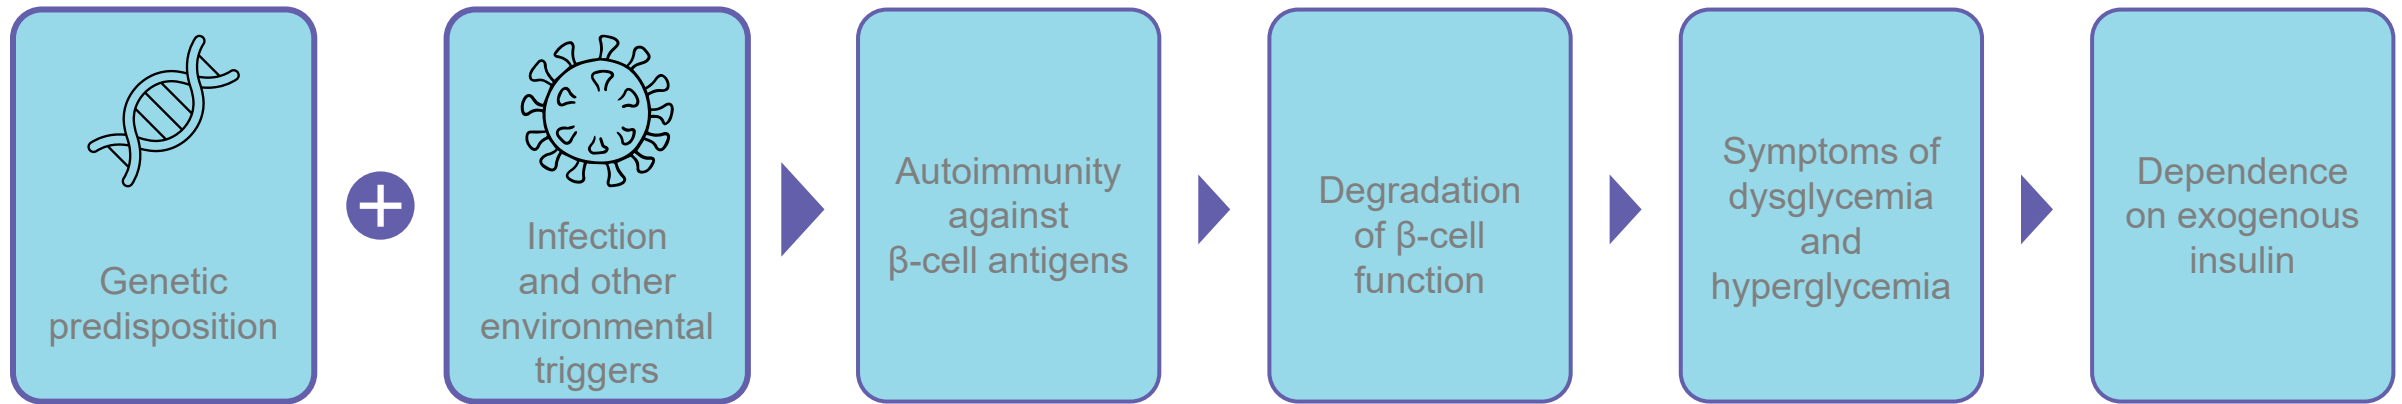 Genetic
predisposition
Infection
and other
environmental
triggers
Autoimmunity
against
β-cell antigens
Degradation
of β-cell
function
Symptoms of
dysglycemia
and
hyperglycemia
Dependence
on exogenous
insulin